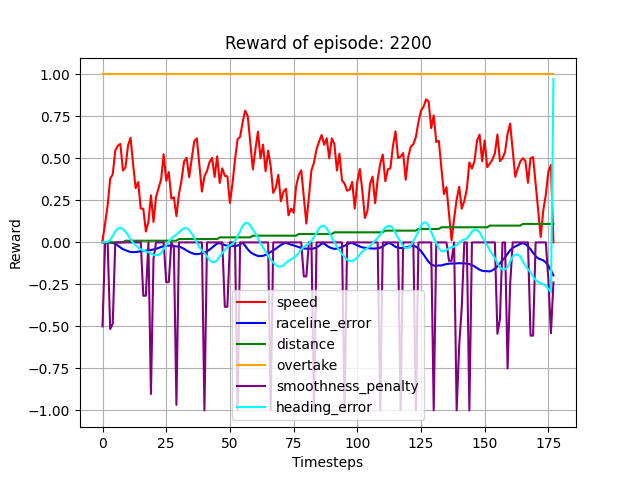 Reward of episode: 2200
1.00
0.75
0.50
0.25
0.00
−0.25
−0.50
−0.75
−1.00
Reward
speed
raceline_error
distance
overtake
smoothness_penalty
heading_error
0 25 50 75 100 125 150 175
Timesteps